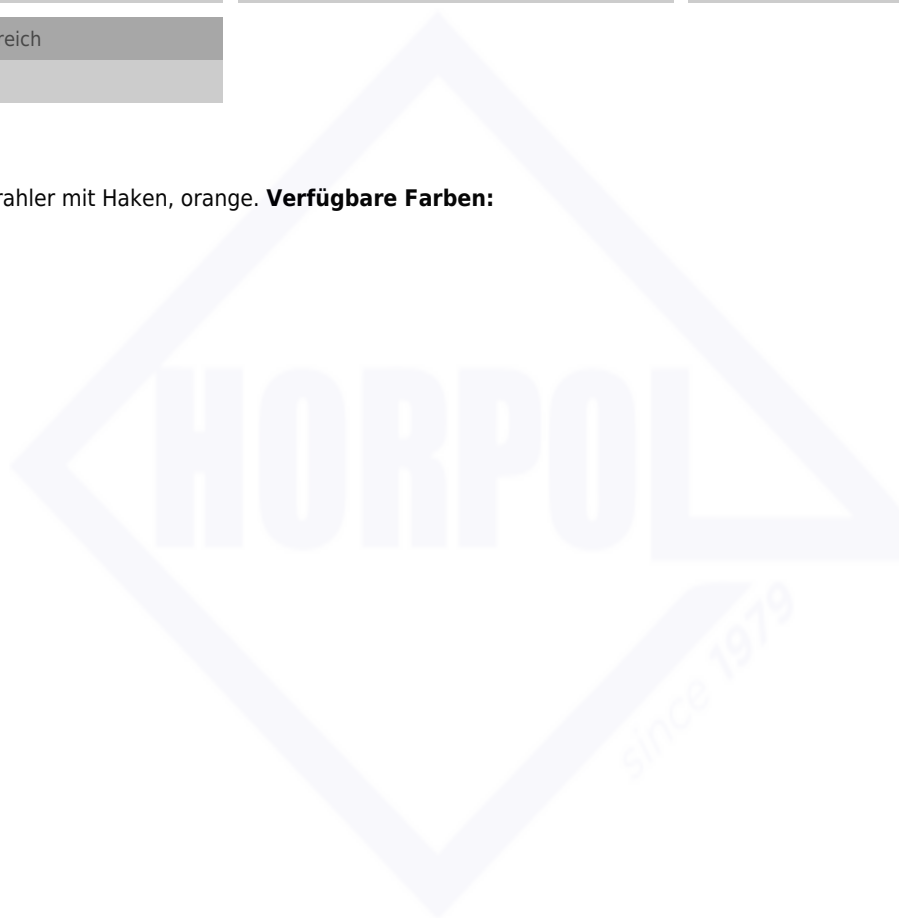 reich
rahler mit Haken, orange. Verfügbare Farben:
HORPOL
since 1979